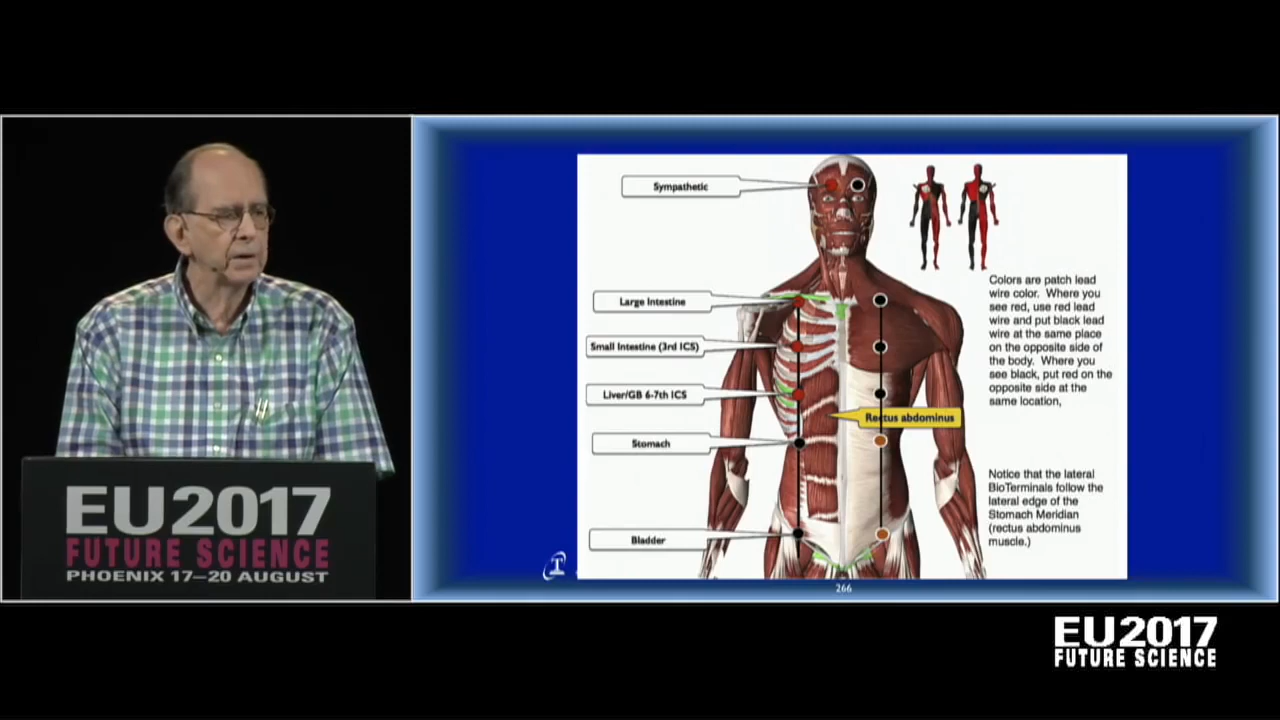 EU2017
FUTURE SCIENCE
PHOENIX 17–20 AUGUST
Sympathetic
Large Intestine
Small Intestine (3rd ICS)
Liver/GB 6-7th ICS
Stomach
Bladder
Rectus abdominus
Colors are patch lead
wire color. Where you
see red, use red lead
wire and put black lead
wire at the same place
on the opposite side of
the body. Where you
see black, put red on the
opposite side at the
same location,
Notice that the lateral
BioTerminals follow the
lateral edge of the
Stomach Meridian
(rectus abdominus
muscle.)
T
266
EU2017
FUTURE SCIENCE